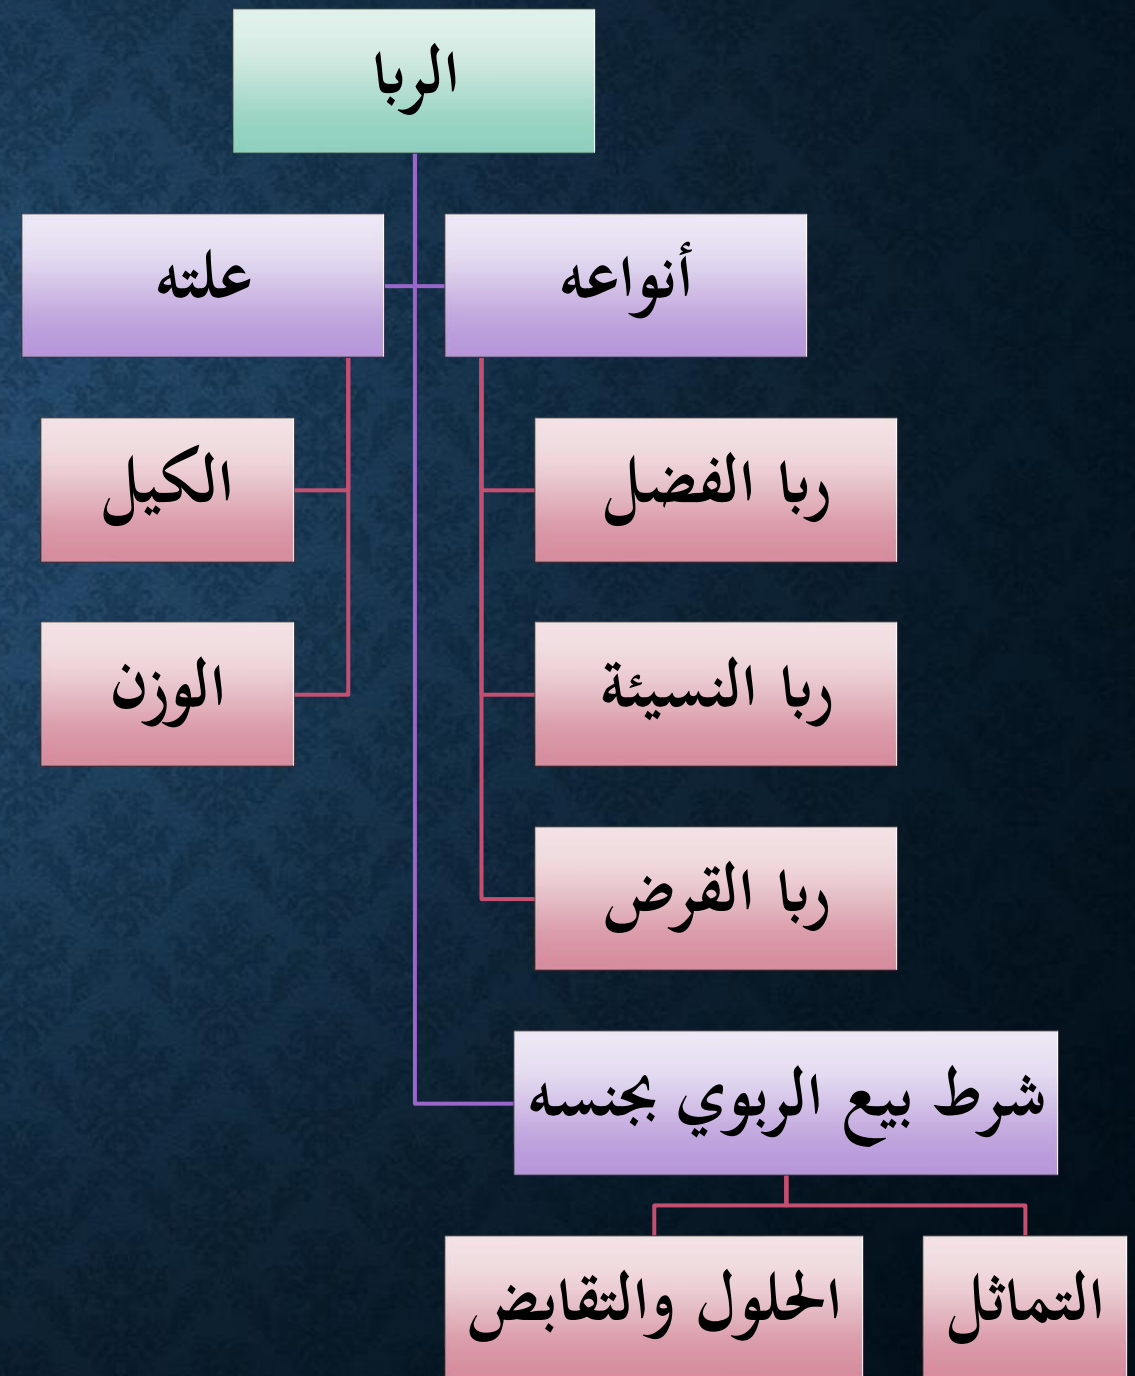 الربا
أنواعه
علته
ربا الفضل
الكيل
ربا النسيئة
الوزن
ربا القرض
شرط بيع الربوي بجنسه
التماثل
الحلول والتقابض